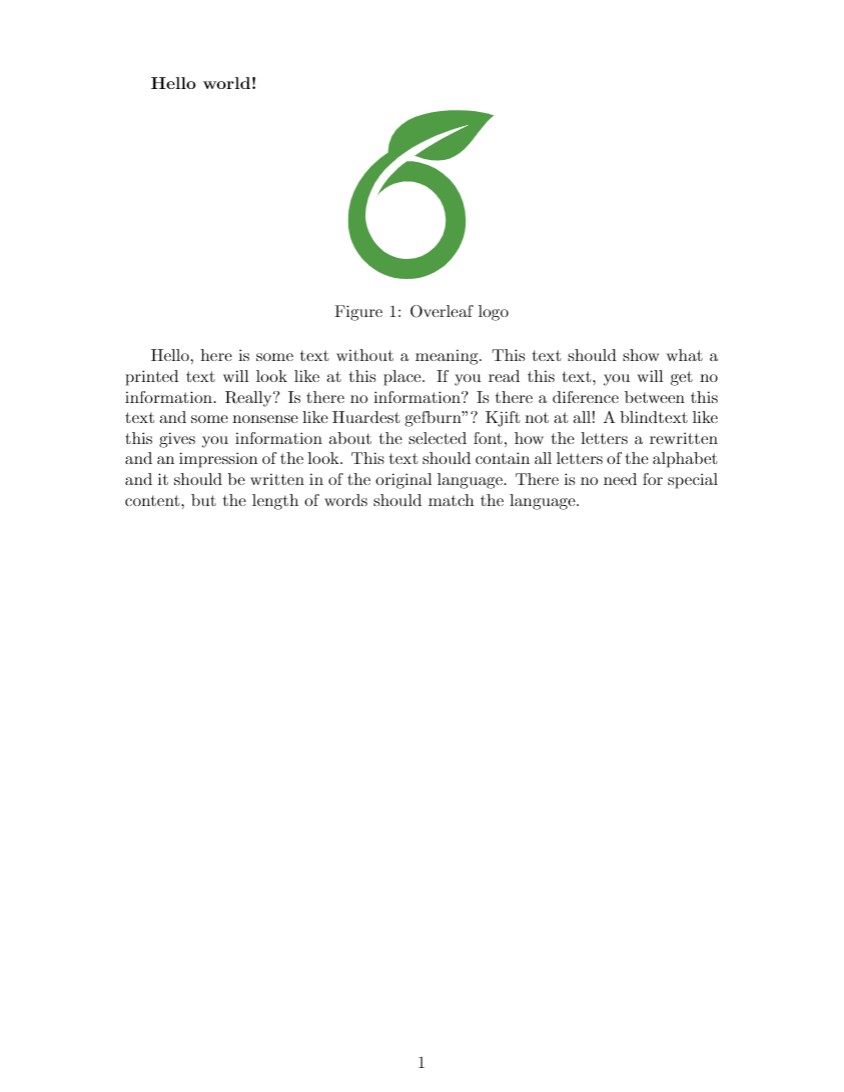 Hello world!
Figure 1: Overleaf logo
Hello, here is some text without a meaning. This text should show what a
printed text will look like at this place. If you read this text, you will get no
information. Really? Is there no information? Is there a diference between this
text and some nonsense like Huardest gefburn”? Kjift not at all! A blindtext like
this gives you information about the selected font, how the letters a rewritten
and an impression of the look. This text should contain all letters of the alphabet
and it should be written in of the original language. There is no need for special
content, but the length of words should match the language.
1